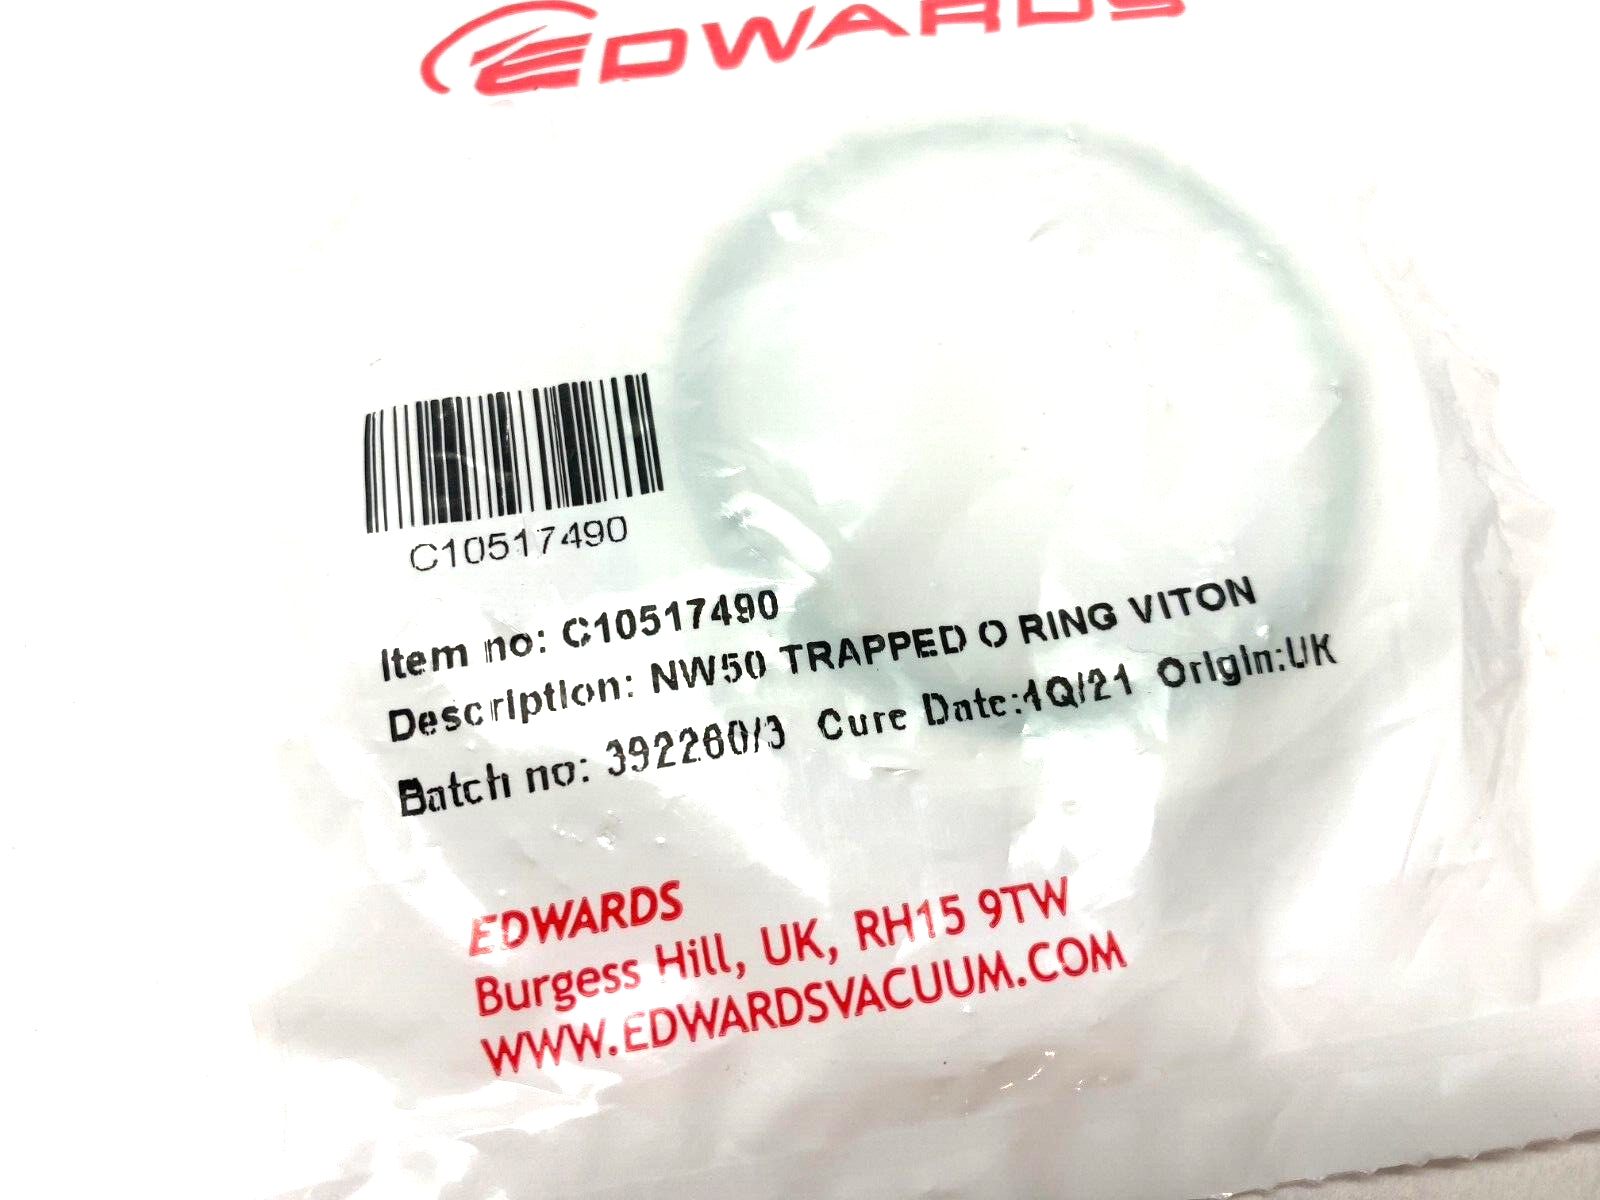 EDWARDS
C10517490
Item no: C10517490
Description: NW50 TRAPPED O RING VITON
Batch no: 392260/3 Cure Date:4Q/21 Origin:UK
EDWARDS
Burgess Hill, UK, RH15 9TW
WWW.EDWARDSVACUUM.COM